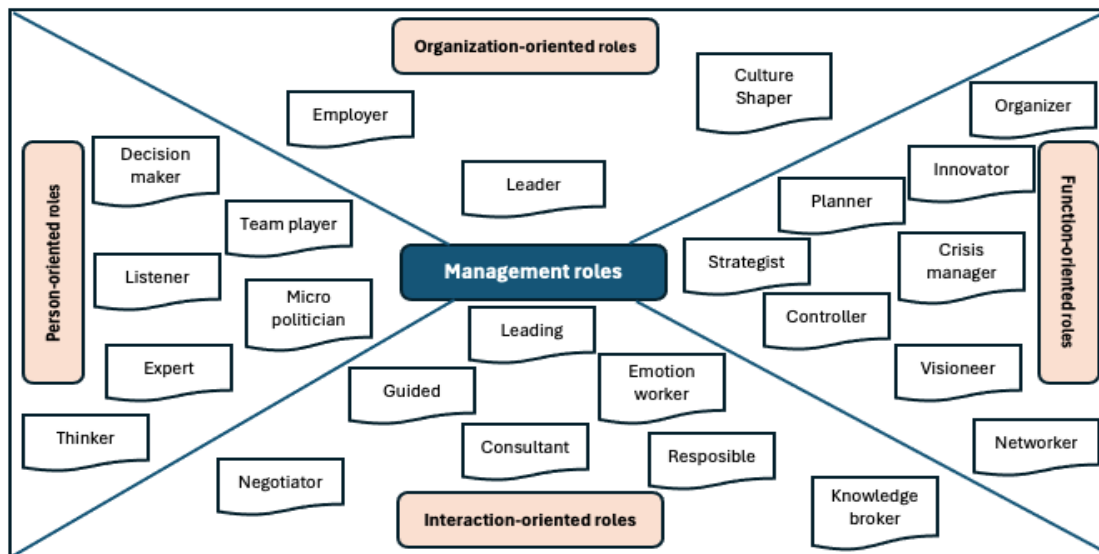 Organization-oriented roles
Culture
Shaper
Employer
Organizer
Leader
Person-oriented roles
Decision
maker
Team player
Listener
Micro
politician
Expert
Thinker
Management roles
Innovator
Planner
Strategist
Crisis
manager
Controller
Visioneer
Networker
Function-oriented roles
Leading
Guided
Emotion
worker
Consultant
Resposible
Negotiator
Knowledge
broker
Interaction-oriented roles